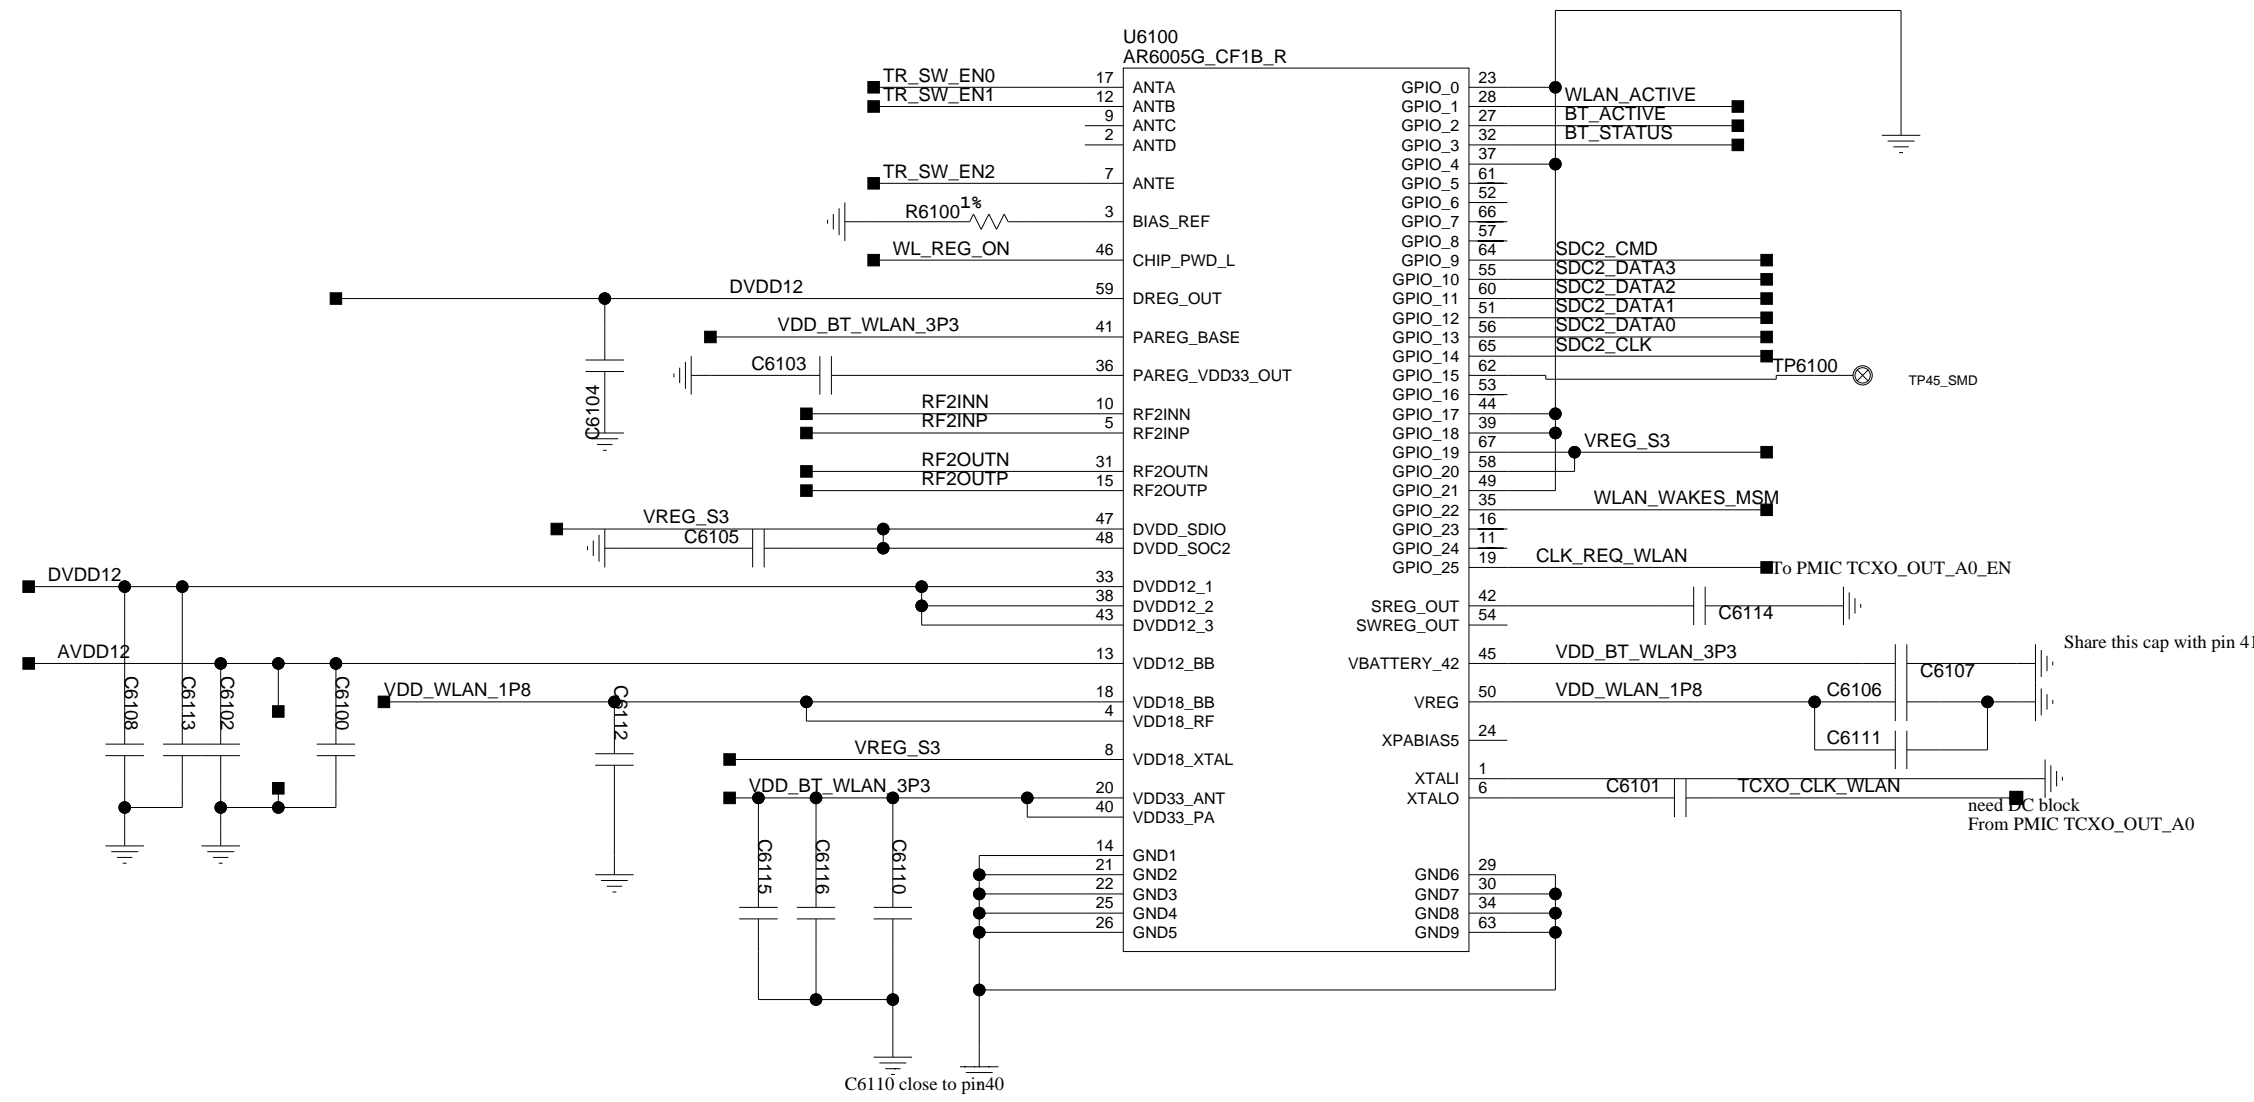 U6100
AR6005G_CF1B_R
TR_SW_EN0 17 ANTA
TR_SW_EN1 12 ANTB
9 ANTC
2 ANTD
TR_SW_EN2 7 ANTE
R6100 1% 3 BIAS_REF
WL_REG_ON 46 CHIP_PWD_L
DVDD12 59 DREG_OUT
C6104
VDD_BT_WLAN_3P3 41 PAREG_BASE
C6103 36 PAREG_VDD33_OUT
RF2INN 10 RF2INN
RF2INP 5 RF2INP
RF2OUTN 31 RF2OUTN
RF2OUTP 15 RF2OUTP
VREG_S3 47 DVDD_SDIO
C6105 48 DVDD_SOC2
DVDD12 33 DVDD12_1
38 DVDD12_2
43 DVDD12_3
AVDD12 13 VDD12_BB
C6108
C6113
C6102
C6100
VDD_WLAN_1P8 18 VDD18_BB
C6112
4 VDD18_RF
VREG_S3 8 VDD18_XTAL
VDD_BT_WLAN_3P3 20 VDD33_ANT
40 VDD33_PA
C6115
C6116
C6110
14 GND1
21 GND2
22 GND3
25 GND4
26 GND5
C6110 close to pin40
GPIO_0 23
GPIO_1 28 WLAN_ACTIVE
GPIO_2 27 BT_ACTIVE
GPIO_3 32 BT_STATUS
GPIO_4 37
GPIO_5 61
GPIO_6 52
GPIO_7 66
GPIO_8 57
GPIO_9 64 SDC2_CMD
GPIO_10 55 SDC2_DATA3
GPIO_11 60 SDC2_DATA2
GPIO_12 51 SDC2_DATA1
GPIO_13 56 SDC2_DATA0
GPIO_14 65 SDC2_CLK
GPIO_15 62 TP6100 TP45_SMD
GPIO_16 53
GPIO_17 44
GPIO_18 39
GPIO_19 67 VREG_S3
GPIO_20 58
GPIO_21 49
GPIO_22 35 WLAN_WAKES_MSM
GPIO_23 16
GPIO_24 11
GPIO_25 19 CLK_REQ_WLAN To PMIC TCXO_OUT_A0_EN
SREG_OUT 42 C6114
SWREG_OUT 54
VBATTERY_42 45 VDD_BT_WLAN_3P3 C6107 Share this cap with pin 41
VREG 50 VDD_WLAN_1P8 C6106
C6111
XPABIAS5 24
XTALI 1
XTALO 6 C6101 TCXO_CLK_WLAN
need DC block
From PMIC TCXO_OUT_A0
GND6 29
GND7 30
GND8 34
GND9 63